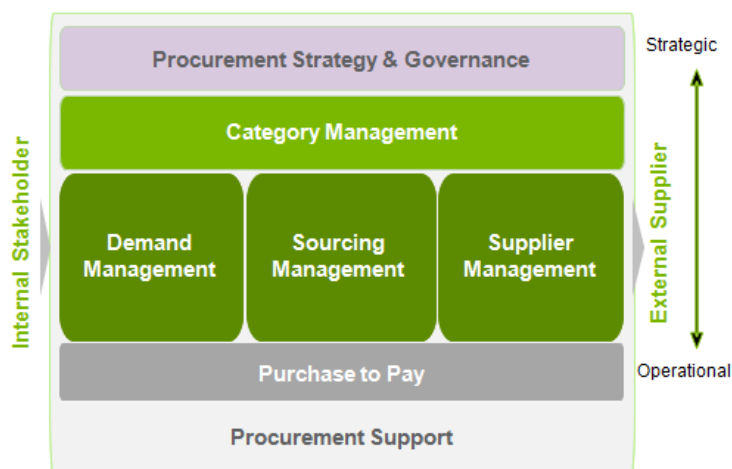 Strategic
Procurement Strategy & Governance
Category Management
Internal Stakeholder
Demand
Management
Sourcing
Management
Supplier
Management
External Supplier
Purchase to Pay
Operational
Procurement Support